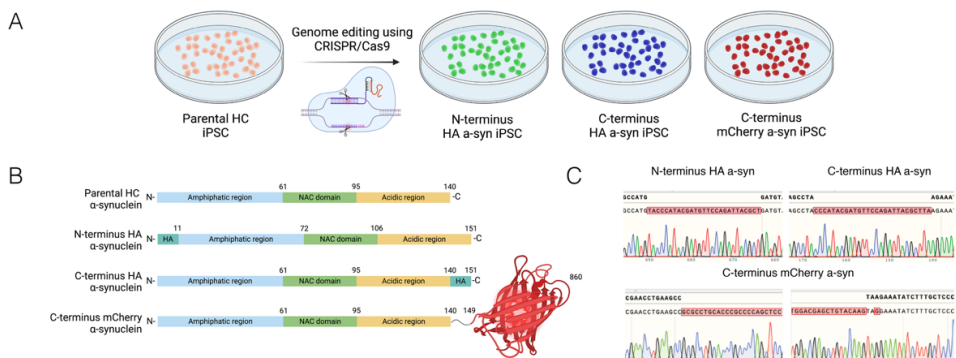 A
Genome editing using
CRISPR/Cas9
Parental HC
iPSC
N-terminus
HA a-syn iPSC
C-terminus
HA a-syn iPSC
C-terminus
mCherry a-syn iPSC
B
61 95 140
Parental HC
α-synuclein
N- Amphiphatic region NAC domain Acidic region -C
11 72 106 151
N-terminus HA
α-synuclein
N- HA Amphiphatic region NAC domain Acidic region -C
61 95 140 151
C-terminus HA
α-synuclein
N- Amphiphatic region NAC domain Acidic region HA -C
61 95 140 149 860
C-terminus mCherry
α-synuclein
N- Amphiphatic region NAC domain Acidic region
C
N-terminus HA a-syn
GCCATG GATGT
GCCATGTACCCATACGATGTTCCAGATTACGCTGATGT
C-terminus HA a-syn
AGCCTA AGAAAT
AGCCTACCCATACGATGTTCCAGATTACGCTTAAGAAAT
C-terminus mCherry a-syn
CGAACCTGAAGCC
CGAACCTGAAGCCGCGCCTGCACCCGCCCCAGCTCC
TAAGAAATATCTTTGCTCCC
TGGACGAGCTGTACAAGTAGGAAATATCTTTGCTCCC